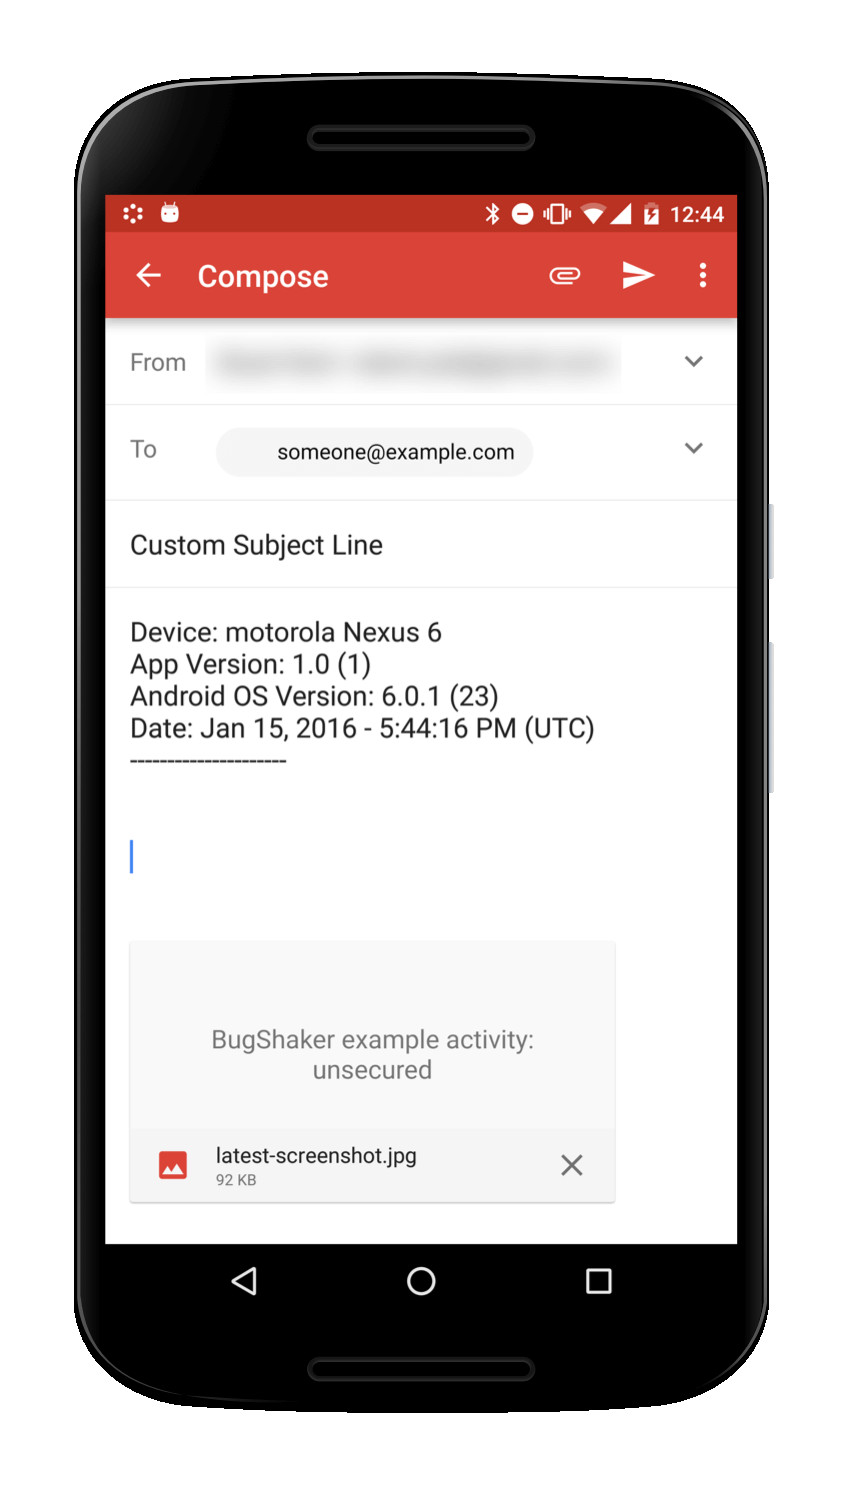 12:44
Compose
From
To
someone@example.com
Custom Subject Line
Device: motorola Nexus 6
App Version: 1.0 (1)
Android OS Version: 6.0.1 (23)
Date: Jan 15, 2016 - 5:44:16 PM (UTC)
---------------------
BugShaker example activity:
unsecured
latest-screenshot.jpg
92 KB